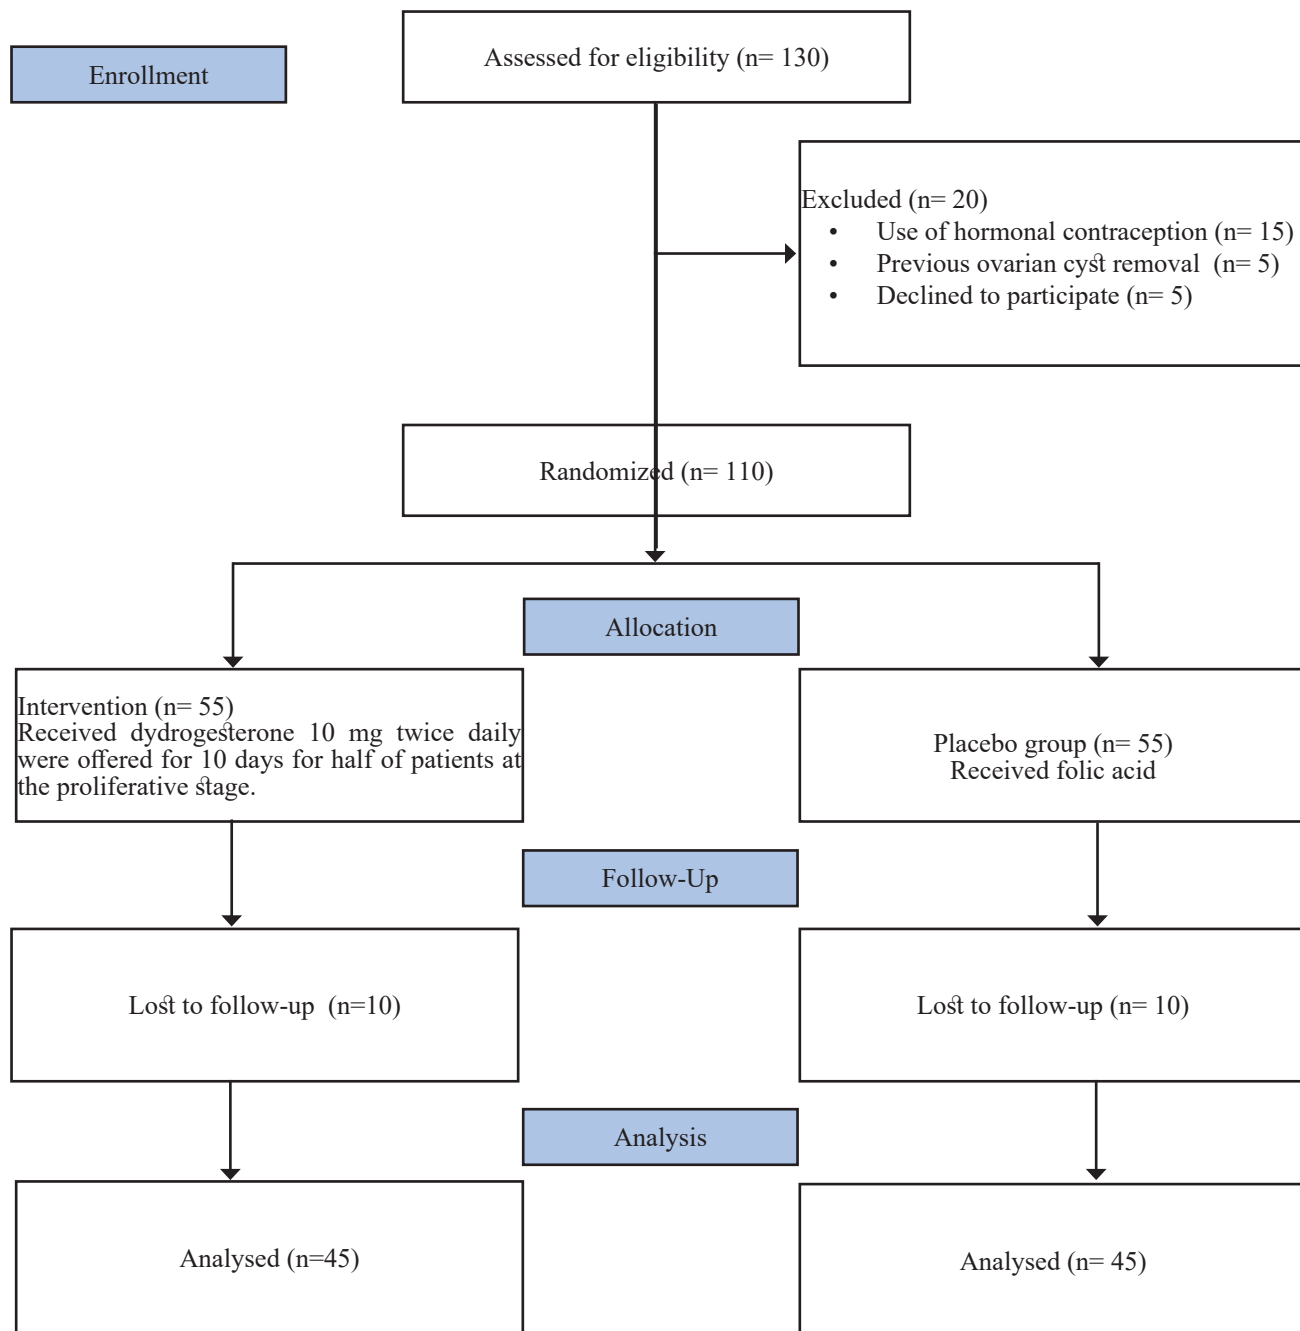 Enrollment
Assessed for eligibility (n= 130)
Excluded (n= 20)
• Use of hormonal contraception (n= 15)
• Previous ovarian cyst removal (n= 5)
• Declined to participate (n= 5)
Randomized (n= 110)
Allocation
Intervention (n= 55)
Received dydrogesterone 10 mg twice daily
were offered for 10 days for half of patients at
the proliferative stage.
Placebo group (n= 55)
Received folic acid
Follow-Up
Lost to follow-up (n=10)
Lost to follow-up (n= 10)
Analysis
Analysed (n=45)
Analysed (n= 45)